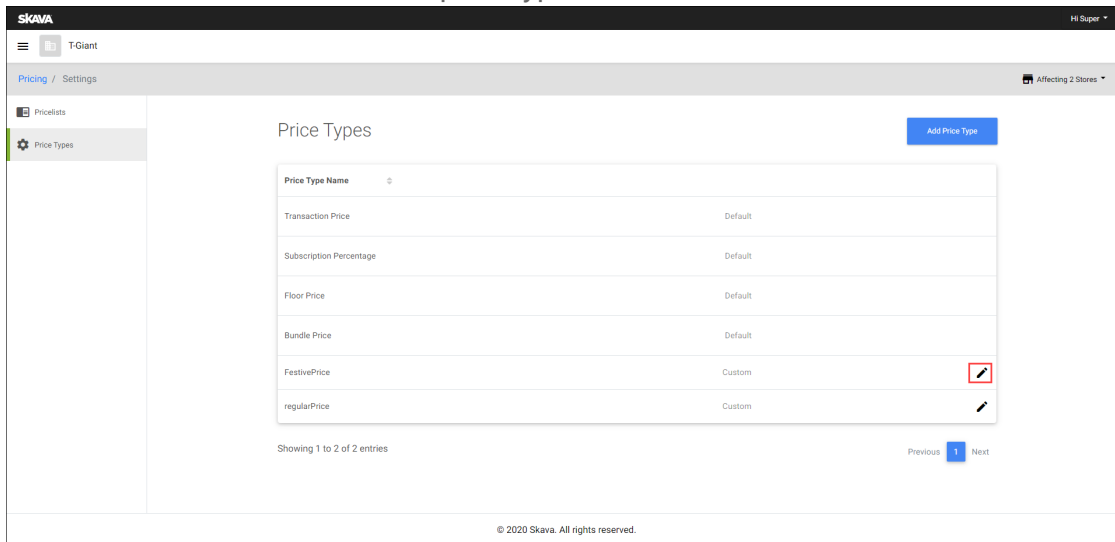 SKAVA
Hi Super
T-Giant
Pricing / Settings
Affecting 2 Stores
Pricelists
Price Types
Price Types
Add Price Type
Price Type Name
Transaction Price Default
Subscription Percentage Default
Floor Price Default
Bundle Price Default
FestivePrice Custom
regularPrice Custom
Showing 1 to 2 of 2 entries
Previous 1 Next
© 2020 Skava. All rights reserved.